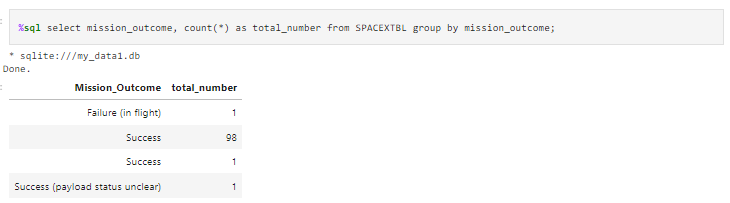 %sql select mission_outcome, count(*) as total_number from SPACEXTBL group by mission_outcome;
* sqlite:///my_data1.db
Done.
Mission_Outcome total_number
Failure (in flight) 1
Success 98
Success 1
Success (payload status unclear) 1